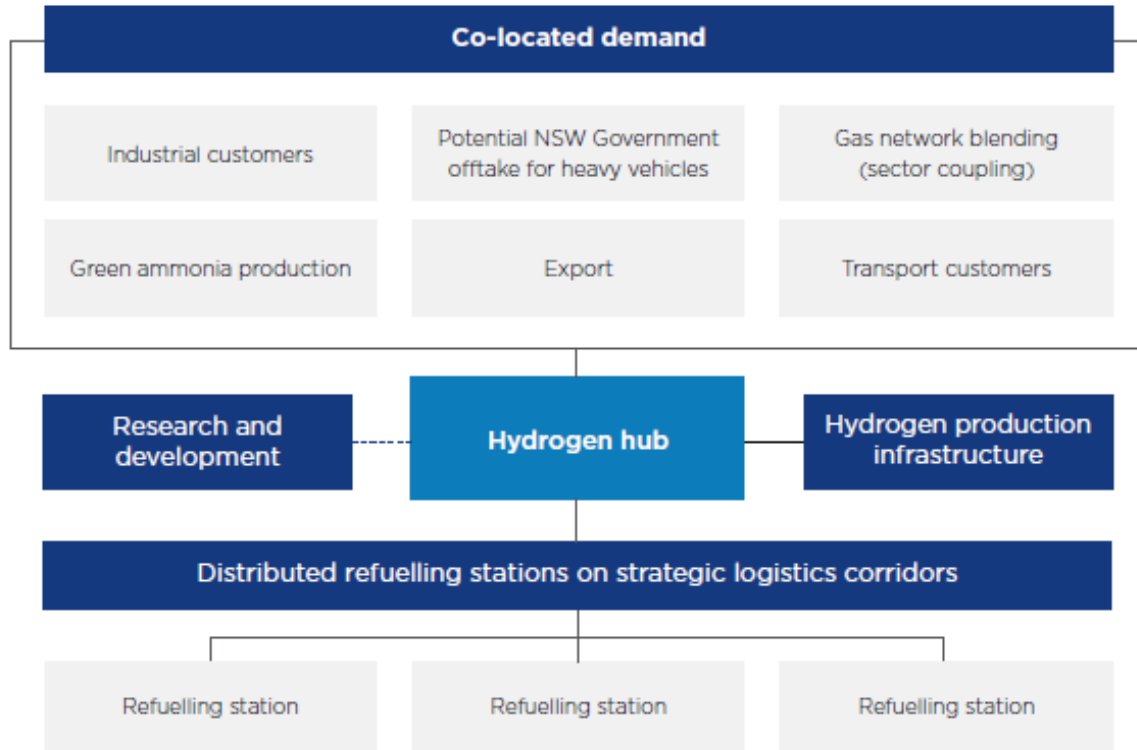 Co-located demand
Industrial customers
Potential NSW Government
offtake for heavy vehicles
Gas network blending
(sector coupling)
Green ammonia production
Export
Transport customers
Research and
development
Hydrogen hub
Hydrogen production
infrastructure
Distributed refuelling stations on strategic logistics corridors
Refuelling station
Refuelling station
Refuelling station